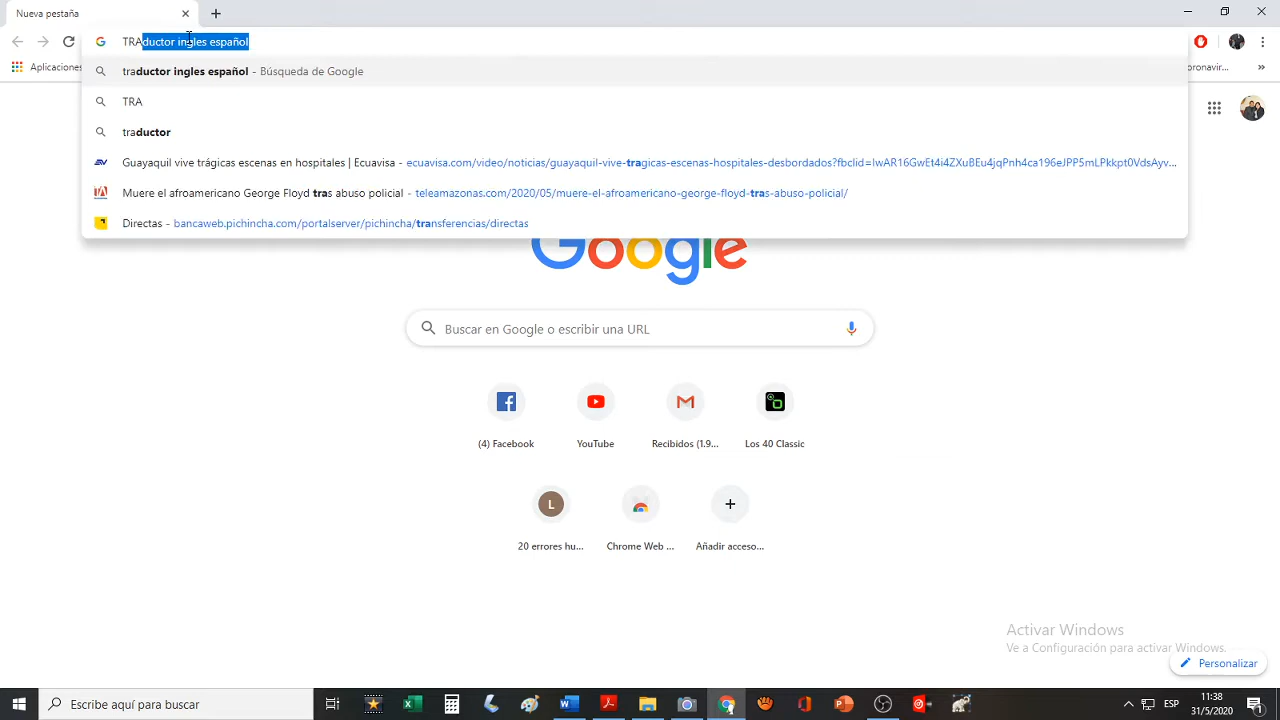 Nueva pestaña
TRAductor ingles español
Aplicaciones
oronavir...
»
traductor ingles español - Búsqueda de Google
TRA
traductor
Guayaquil vive trágicas escenas en hospitales | Ecuavisa - ecuavisa.com/video/noticias/guayaquil-vive-tragicas-escenas-hospitales-desbordados?fbclid=IwAR16GwEt4i4ZXuBEu4jqPnh4ca196eJPP5mLPkkpt0VdsAyv...
Muere el afroamericano George Floyd tras abuso policial - teleamazonas.com/2020/05/muere-el-afroamericano-george-floyd-tras-abuso-policial/
Directas - bancaweb.pichincha.com/portalserver/pichincha/transferencias/directas
Google
Buscar en Google o escribir una URL
(4) Facebook
YouTube
Recibidos (1.9...
Los 40 Classic
L
20 errores hu...
Chrome Web ...
Añadir acceso...
Activar Windows
Ve a Configuración para activar Windows.
Personalizar
Escribe aquí para buscar
ESP
11:38
31/5/2020